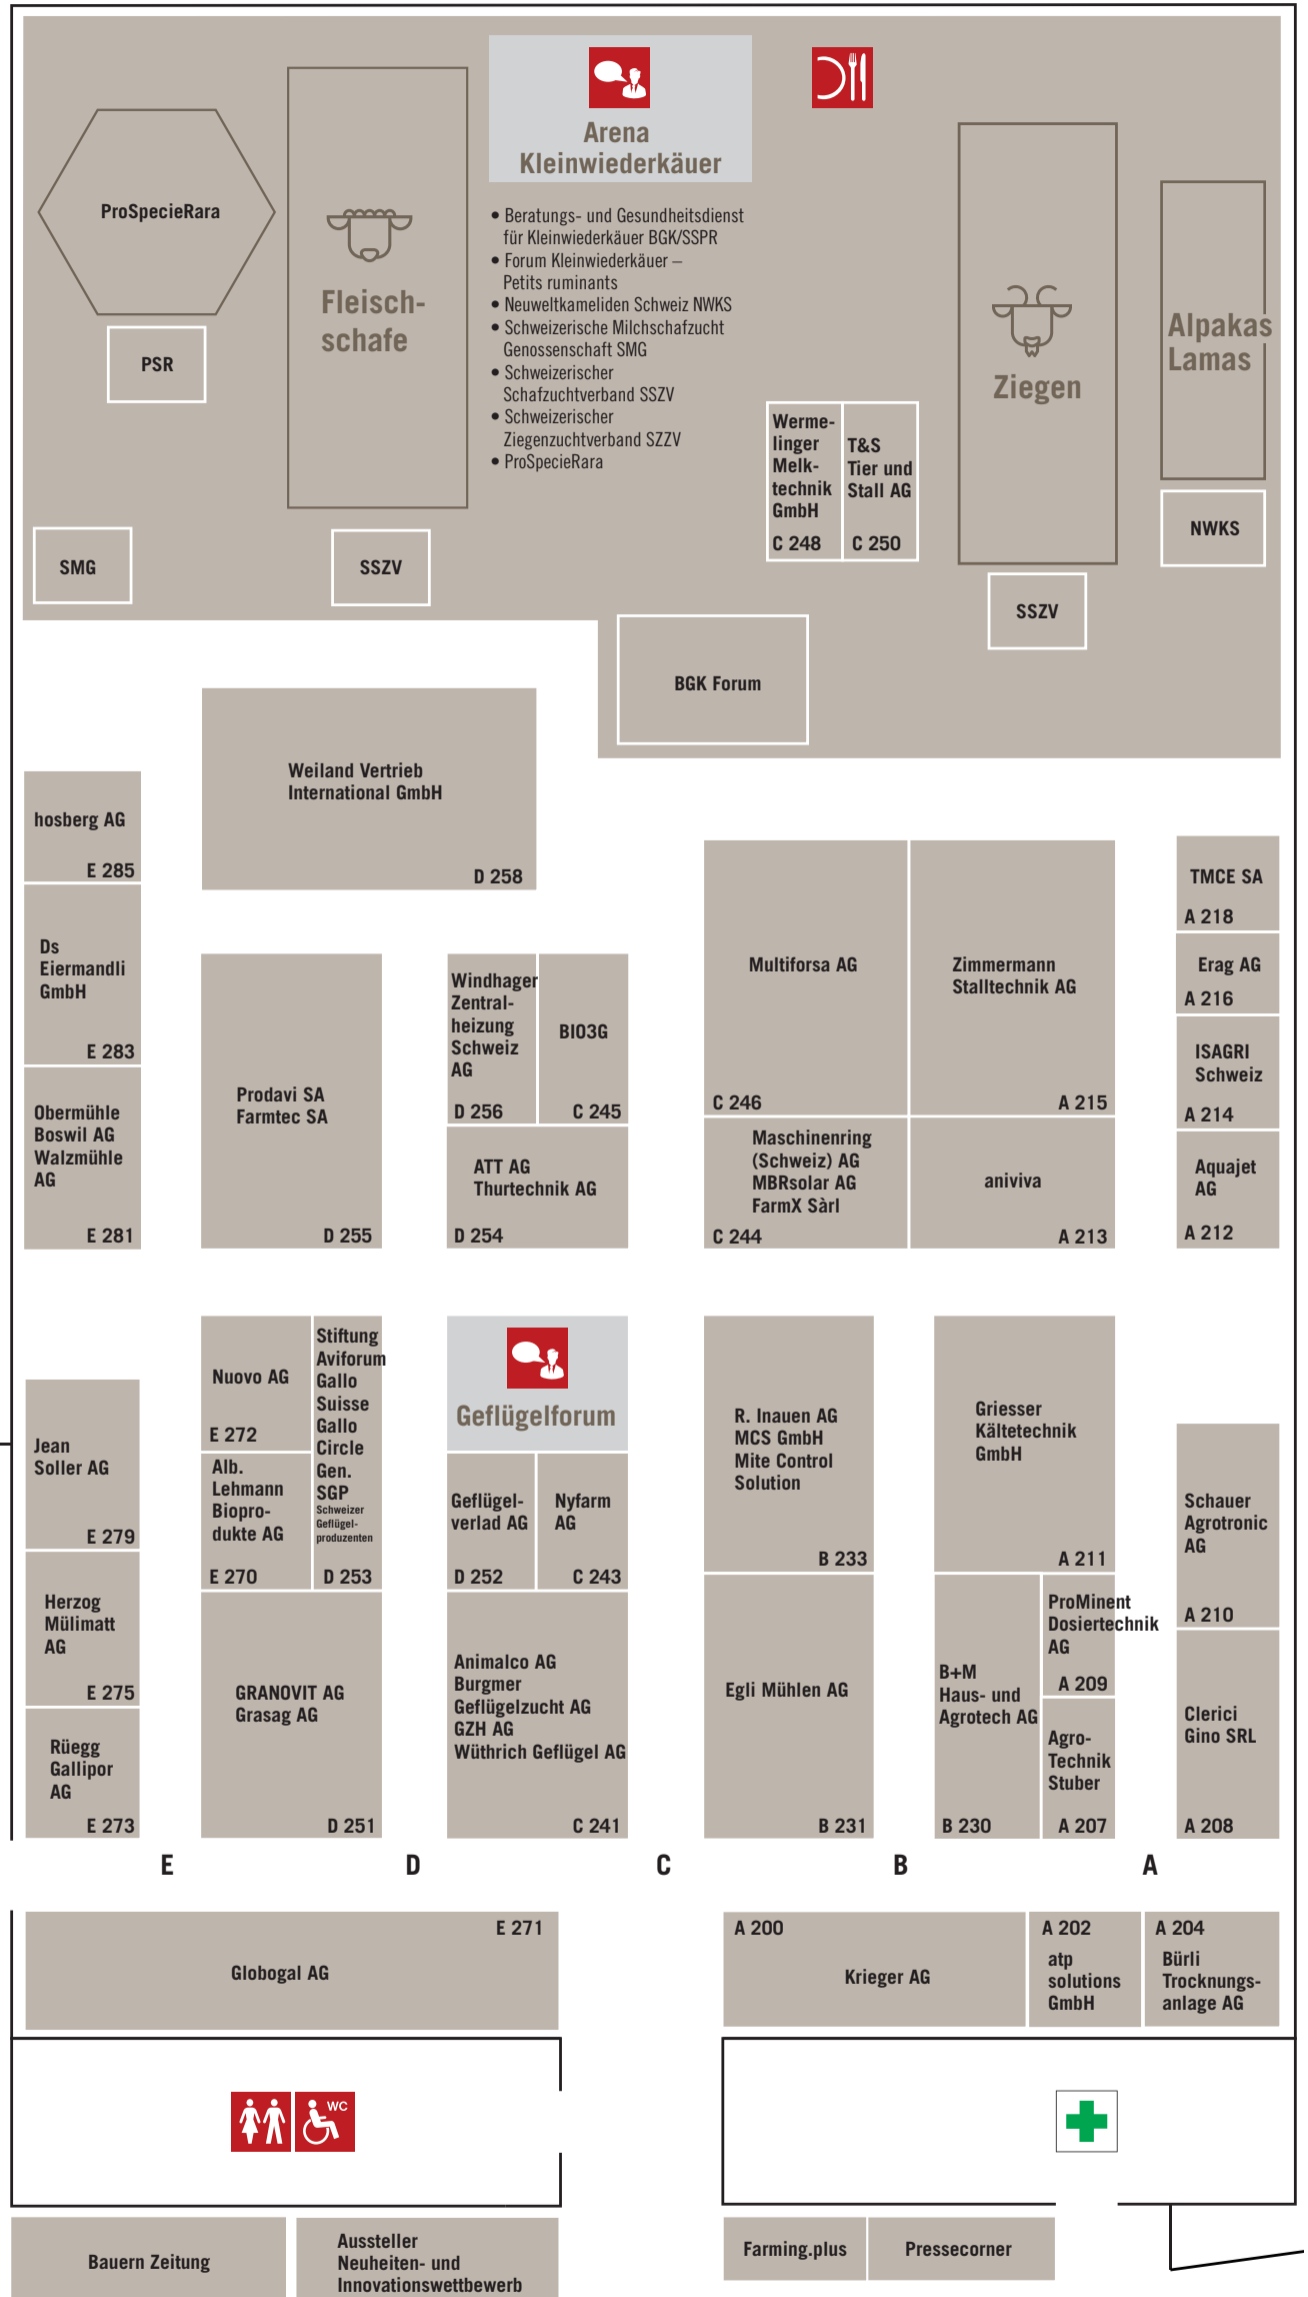 Arena
Kleinwiederkäuer
ProSpecieRara
PSR
Fleisch-
schafe
• Beratungs- und Gesundheitsdienst
für Kleinwiederkäuer BGK/SSPR
• Forum Kleinwiederkäuer –
Petits ruminants
• Neuweltkameliden Schweiz NWKS
• Schweizerische Milchschafzucht
Genossenschaft SMG
• Schweizerischer
Schafzuchtverband SSZV
• Schweizerischer
Ziegenzuchtverband SZZV
• ProSpecieRara
Ziegen
Alpakas
Lamas
Werme-
linger
Melk-
technik
GmbH
C 248
T&S
Tier und
Stall AG
C 250
NWKS
SMG
SSZV
SSZV
BGK Forum
Weiland Vertrieb
International GmbH
D 258
hosberg AG
E 285
Ds
Eiermandli
GmbH
E 283
Obermühle
Boswil AG
Walzmühle
AG
E 281
Prodavi SA
Farmtec SA
D 255
Windhager
Zentral-
heizung
Schweiz
AG
D 256
BIO3G
C 245
ATT AG
Thurtechnik AG
D 254
Multiforsa AG
C 246
Zimmermann
Stalltechnik AG
A 215
Maschinenring
(Schweiz) AG
MBRsolar AG
FarmX Sàrl
C 244
aniviva
A 213
TMCE SA
A 218
Erag AG
A 216
ISAGRI
Schweiz
A 214
Aquajet
AG
A 212
Jean
Soller AG
E 279
Herzog
Mülimatt
AG
E 275
Rüegg
Gallipor
AG
E 273
Nuovo AG
E 272
Alb.
Lehmann
Biopro-
dukte AG
E 270
Stiftung
Aviforum
Gallo
Suisse
Gallo
Circle
Gen.
SGP
Schweizer
Geflügel-
produzenten
D 253
GRANOVIT AG
Grasag AG
D 251
Geflügelforum
Geflügel-
verlad AG
D 252
Nyfarm
AG
C 243
Animalco AG
Burgmer
Geflügelzucht AG
GZH AG
Wüthrich Geflügel AG
C 241
R. Inauen AG
MCS GmbH
Mite Control
Solution
B 233
Egli Mühlen AG
B 231
Griesser
Kältetechnik
GmbH
A 211
B+M
Haus- und
Agrotech AG
B 230
ProMinent
Dosiertechnik
AG
A 209
Agro-
Technik
Stuber
A 207
Schauer
Agrotronic
AG
A 210
Clerici
Gino SRL
A 208
E D C B A
E 271
Globogal AG
A 200
Krieger AG
A 202
atp
solutions
GmbH
A 204
Bürli
Trocknungs-
anlage AG
WC
Bauern Zeitung
Aussteller
Neuheiten- und
Innovationswettbewerb
Farming.plus
Pressecorner